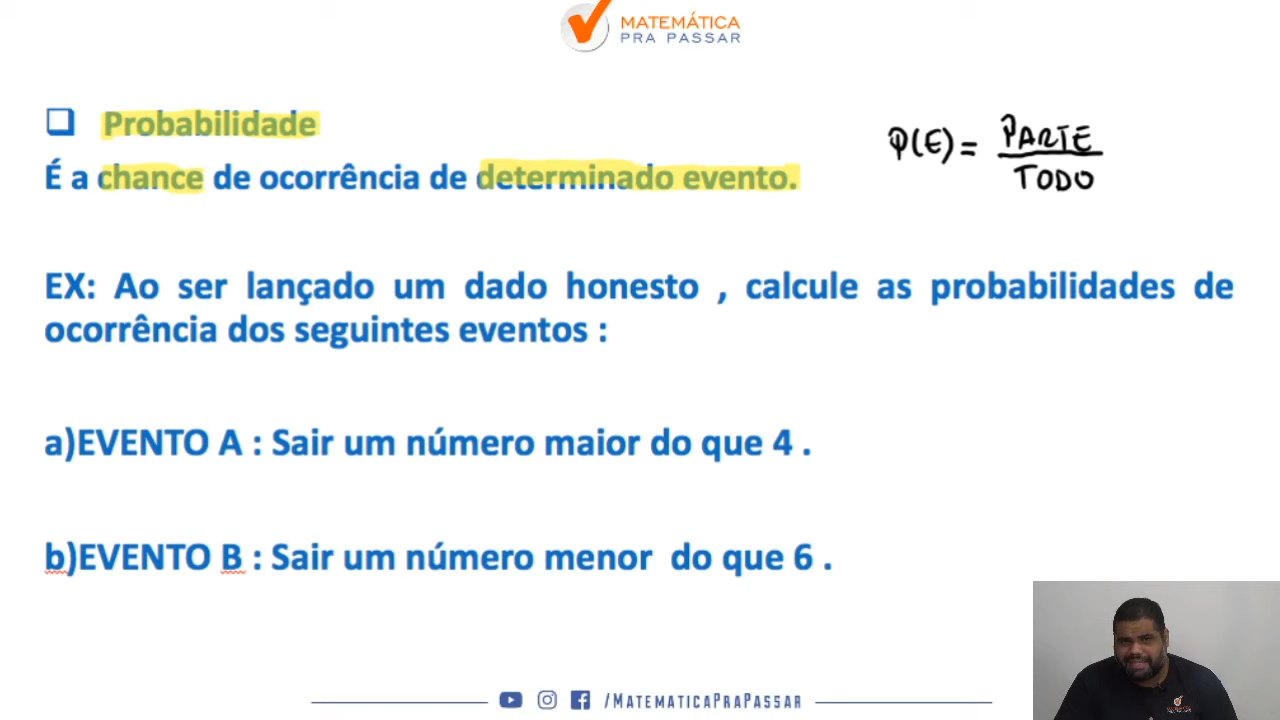 MATEMÁTICA
PRA PASSAR
Probabilidade
É a chance de ocorrência de determinado evento.
P(E) = PARTE
TODO
EX: Ao ser lançado um dado honesto , calcule as probabilidades de
ocorrência dos seguintes eventos :
a)EVENTO A : Sair um número maior do que 4 .
b)EVENTO B : Sair um número menor do que 6 .
/MATEMATICAPRAPASSAR